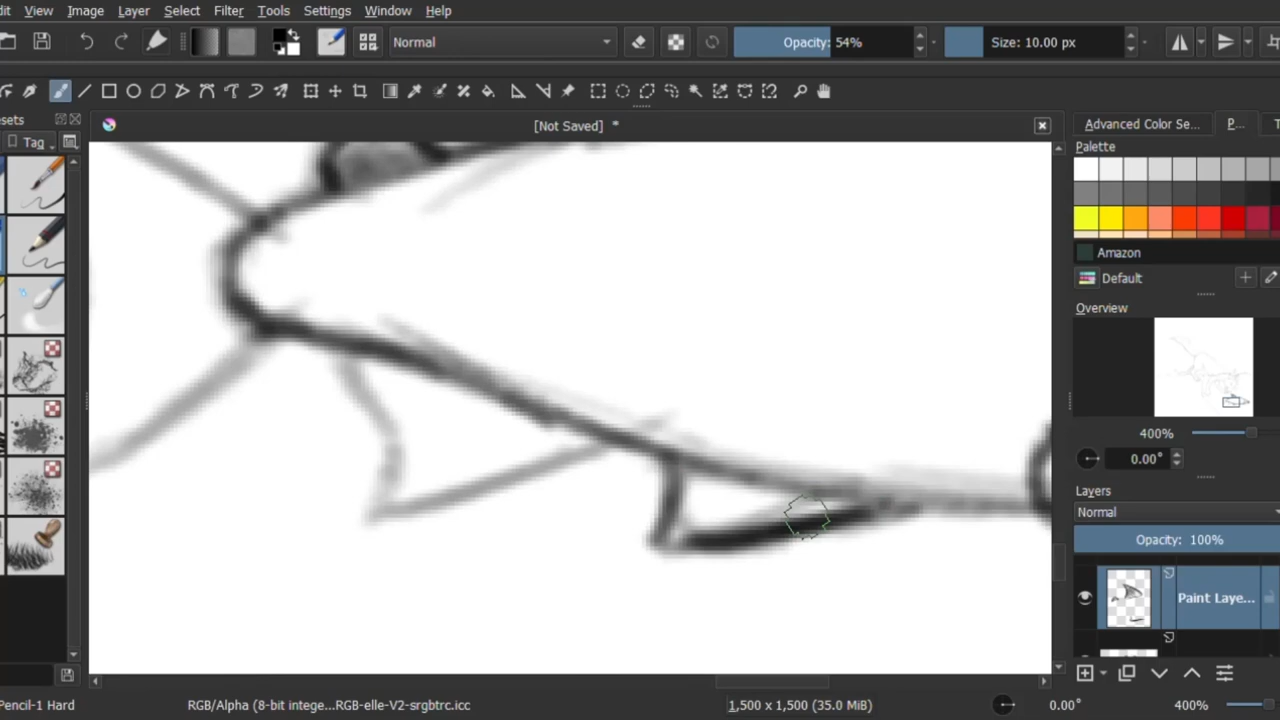 View Image Layer Select Filter Tools Settings Window Help
Normal Opacity: 54% Size: 10.00 px
[Not Saved] *
Tag
Advanced Color Se... P...
Palette
Amazon
Default
Overview
400%
0.00°
Layers
Normal
Opacity: 100%
Paint Laye...
Pencil-1 Hard RGB/Alpha (8-bit intege...RGB-elle-V2-srgbtrc.icc 1,500 x 1,500 (35.0 MiB) 0.00° 400%